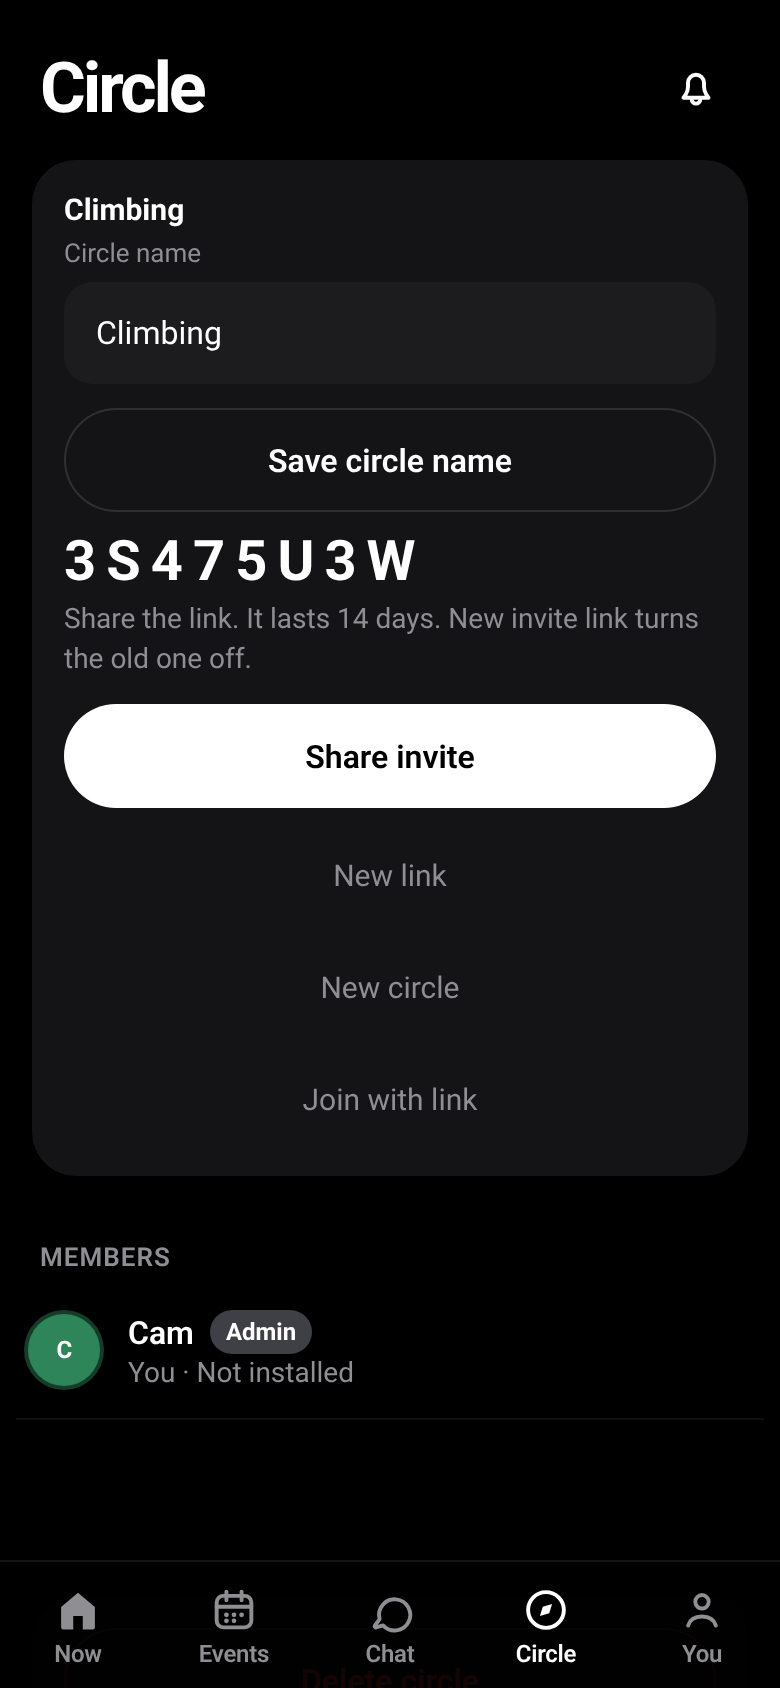 Circle
Climbing
Circle name
Climbing
Save circle name
3S475U3W
Share the link. It lasts 14 days. New invite link turns
the old one off.
Share invite
New link
New circle
Join with link
MEMBERS
C
Cam Admin
You · Not installed
Delete circle
Now Events Chat Circle You